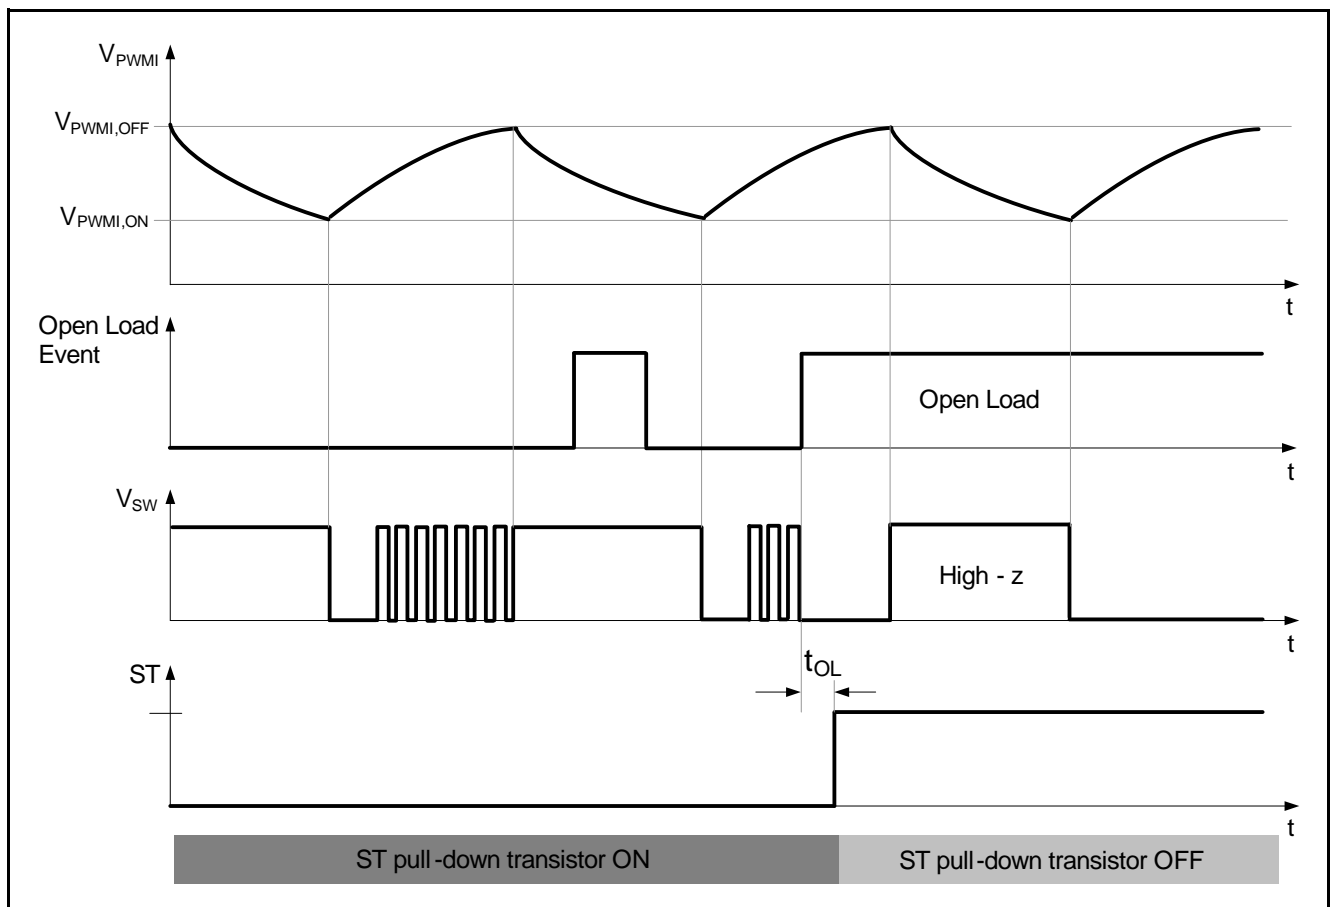 V_PWMI
V_PWMI,OFF
V_PWMI,ON
t
Open Load
Event
Open Load
t
V_SW
High - z
t
t_OL
ST
t
ST pull-down transistor ON
ST pull-down transistor OFF